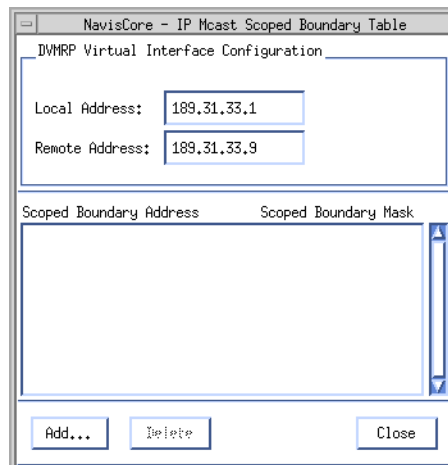 NavisCore - IP Mcast Scoped Boundary Table
DVMRP Virtual Interface Configuration
Local Address: 189.31.33.1
Remote Address: 189.31.33.9
Scoped Boundary Address Scoped Boundary Mask
Add... Delete Close